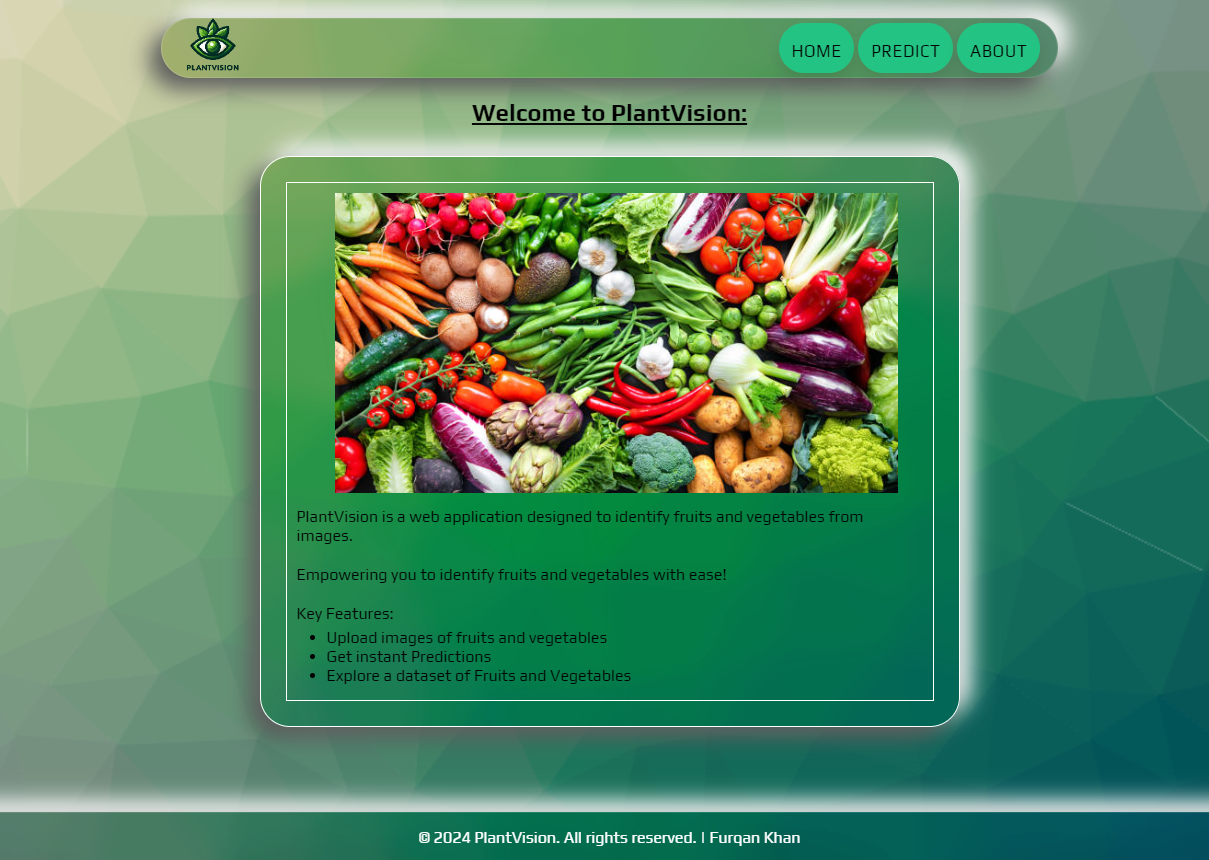 PLANTVISION
HOME PREDICT ABOUT
Welcome to PlantVision:
PlantVision is a web application designed to identify fruits and vegetables from
images.
Empowering you to identify fruits and vegetables with ease!
Key Features:
• Upload images of fruits and vegetables
• Get instant Predictions
• Explore a dataset of Fruits and Vegetables
© 2024 PlantVision. All rights reserved. | Furqan Khan